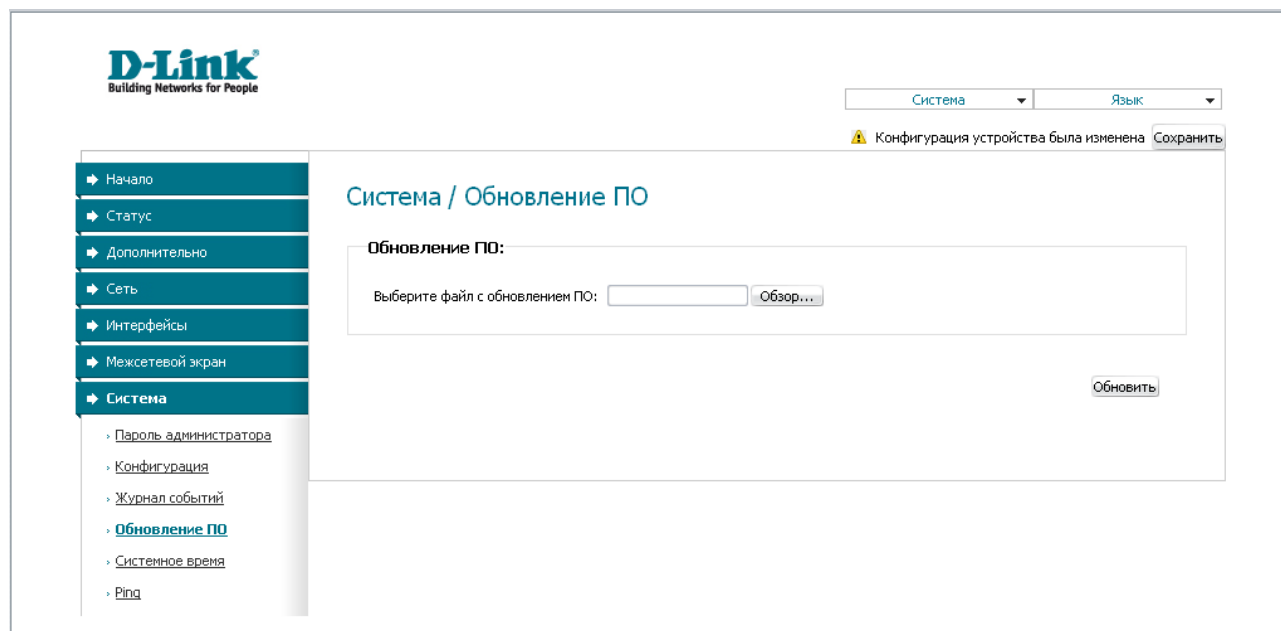 D-Link®
Building Networks for People
Система Язык
Конфигурация устройства была изменена Сохранить
Начало
Статус
Дополнительно
Сеть
Интерфейсы
Межсетевой экран
Система
Пароль администратора
Конфигурация
Журнал событий
Обновление ПО
Системное время
Ping
Система / Обновление ПО
Обновление ПО:
Выберите файл с обновлением ПО: Обзор...
Обновить